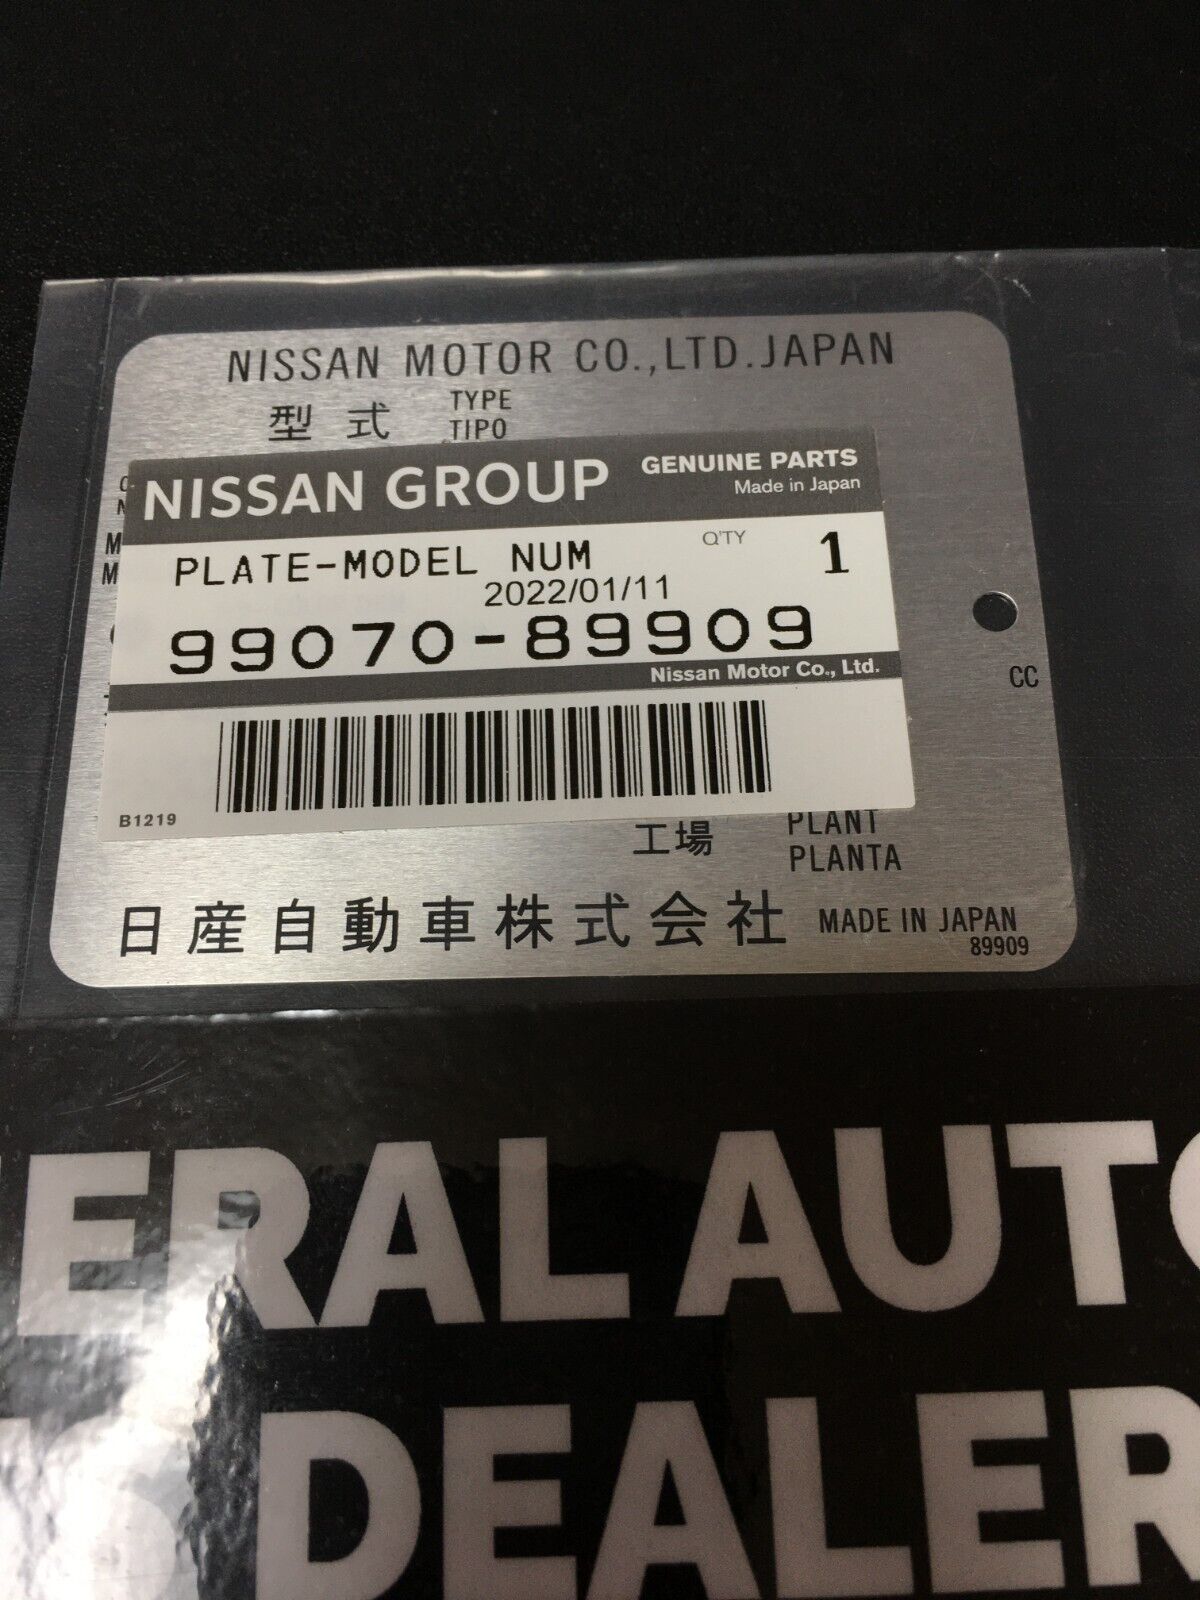 NISSAN MOTOR CO.,LTD.JAPAN
型式 TYPE
TIPO
NISSAN GROUP GENUINE PARTS
Made in Japan
PLATE-MODEL NUM Q'TY 1
2022/01/11
99070-89909
Nissan Motor Co., Ltd.
CC
B1219
工場 PLANT
PLANTA
日産自動車株式会社 MADE IN JAPAN
89909
ERAL AUTO
DEALER